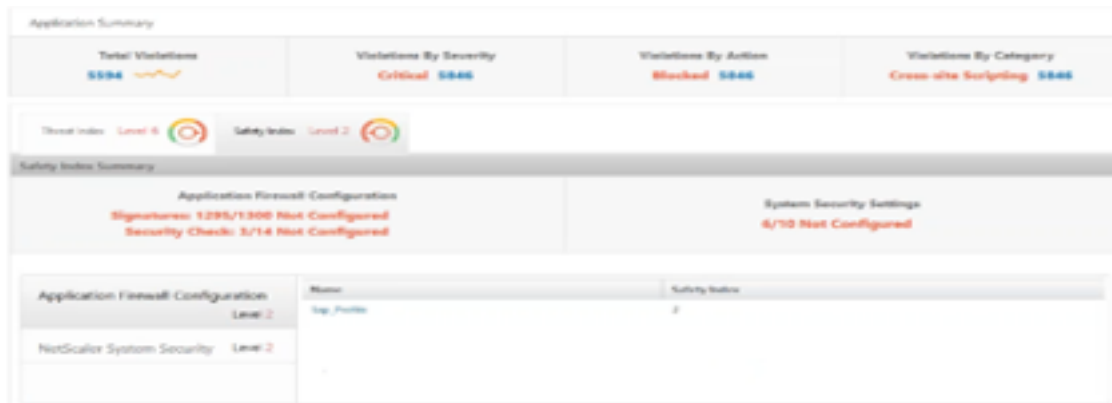 Application Summary
Total Violations
5594
Violations By Severity
Critical 5846
Violations By Action
Blocked 5846
Violations By Category
Cross-site Scripting 5846
Threat Index Level 6
Safety Index Level 2
Safety Index Summary
Application Firewall Configuration
Signatures: 1295/1300 Not Configured
Security Check: 3/14 Not Configured
System Security Settings
6/10 Not Configured
Application Firewall Configuration
Level 2
NetScaler System Security Level 2
Name Safety Index
2